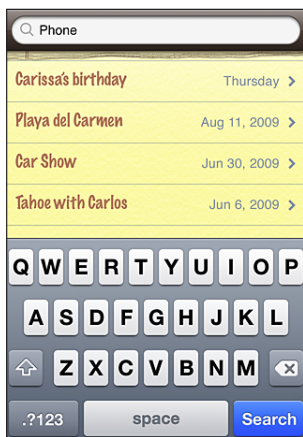 Phone
Carissa's birthday Thursday
Playa del Carmen Aug 11, 2009
Car Show Jun 30, 2009
Tahoe with Carlos Jun 6, 2009
Q W E R T Y U I O P
A S D F G H J K L
Z X C V B N M
.?123 space Search